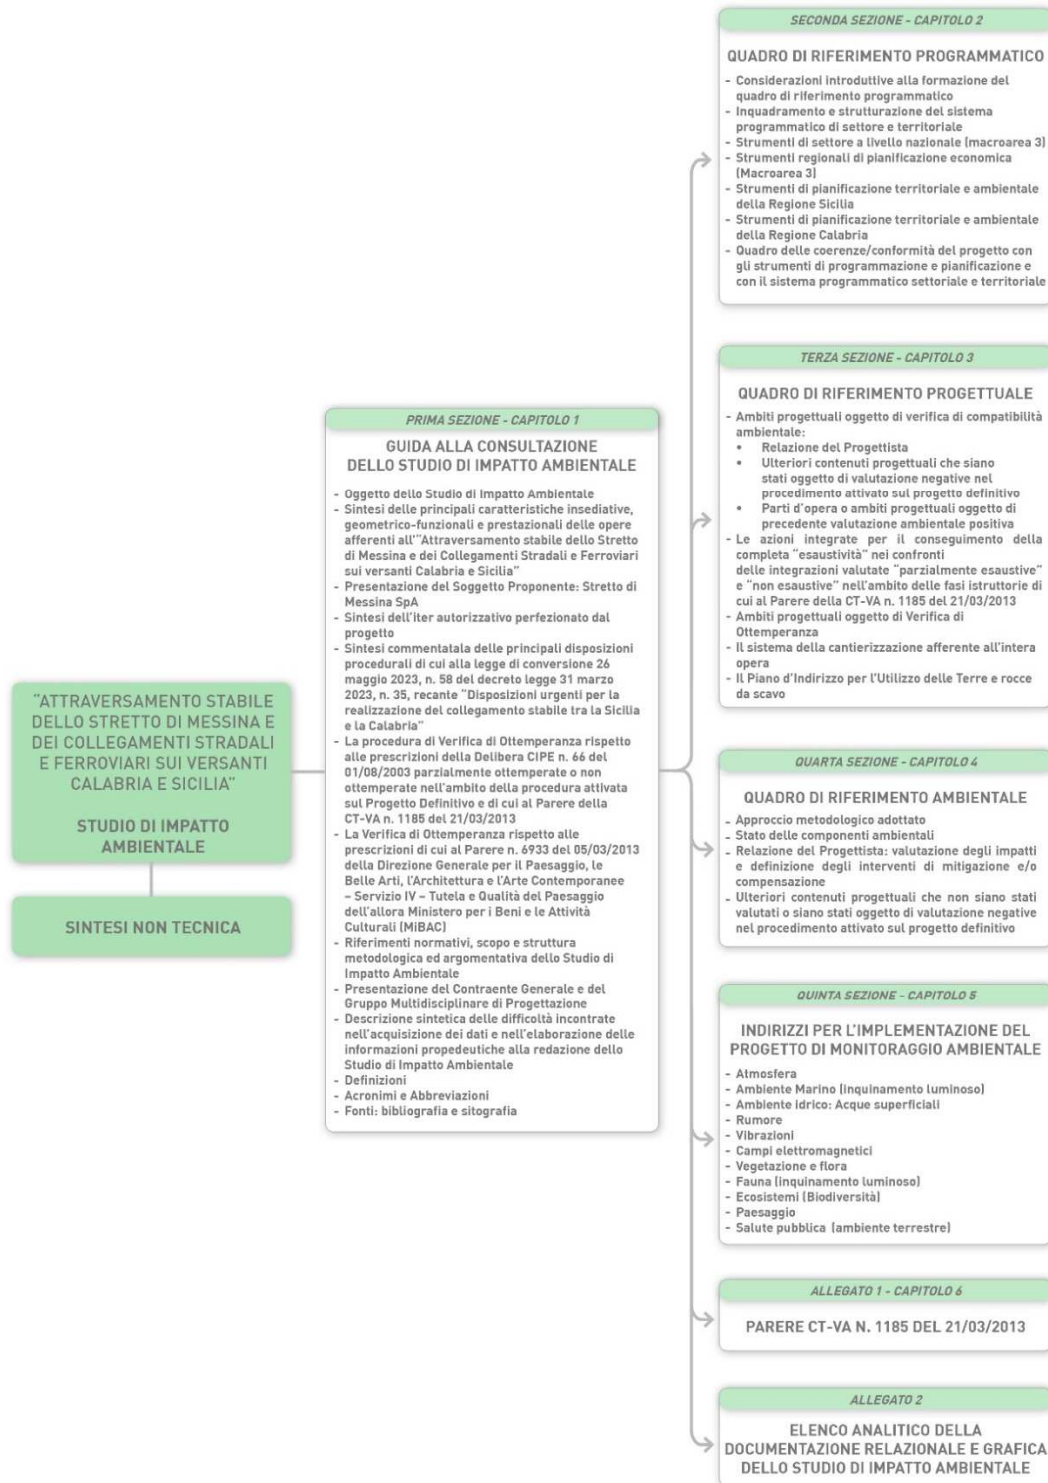 "ATTRAVERSAMENTO STABILE
DELLO STRETTO DI MESSINA E
DEI COLLEGAMENTI STRADALI
E FERROVIARI SUI VERSANTI
CALABRIA E SICILIA"
STUDIO DI IMPATTO
AMBIENTALE
SINTESI NON TECNICA
PRIMA SEZIONE - CAPITOLO 1
GUIDA ALLA CONSULTAZIONE
DELLO STUDIO DI IMPATTO AMBIENTALE
- Oggetto dello Studio di Impatto Ambientale
- Sintesi delle principali caratteristiche insediative,
geometrico-funzionali e prestazionali delle opere
afferenti all'"Attraversamento stabile dello Stretto
di Messina e dei Collegamenti Stradali e Ferroviari
sui versanti Calabria e Sicilia"
- Presentazione del Soggetto Proponente: Stretto di
Messina SpA
- Sintesi dell'iter autorizzativo perfezionato dal
progetto
- Sintesi commentatala delle principali disposizioni
procedurali di cui alla legge di conversione 26
maggio 2023, n. 58 del decreto legge 31 marzo
2023, n. 35, recante "Disposizioni urgenti per la
realizzazione del collegamento stabile tra la Sicilia
e la Calabria"
- La procedura di Verifica di Ottemperanza rispetto
alle prescrizioni della Delibera CIPE n. 66 del
01/08/2003 parzialmente ottemperate o non
ottemperate nell'ambito della procedura attivata
sul Progetto Definitivo e di cui al Parere della
CT-VA n. 1185 del 21/03/2013
- La Verifica di Ottemperanza rispetto alle
prescrizioni di cui al Parere n. 6933 del 05/03/2013
della Direzione Generale per il Paesaggio, le
Belle Arti, l'Architettura e l'Arte Contemporanee
– Servizio IV – Tutela e Qualità del Paesaggio
dell'allora Ministero per i Beni e le Attività
Culturali (MiBAC)
- Riferimenti normativi, scopo e struttura
metodologica ed argomentativa dello Studio di
Impatto Ambientale
- Presentazione del Contraente Generale e del
Gruppo Multidisciplinare di Progettazione
- Descrizione sintetica delle difficoltà incontrate
nell'acquisizione dei dati e nell'elaborazione delle
informazioni propedeutiche alla redazione dello
Studio di Impatto Ambientale
- Definizioni
- Acronimi e Abbreviazioni
- Fonti: bibliografia e sitografia
SECONDA SEZIONE - CAPITOLO 2
QUADRO DI RIFERIMENTO PROGRAMMATICO
- Considerazioni introduttive alla formazione del
quadro di riferimento programmatico
- Inquadramento e strutturazione del sistema
programmatico di settore e territoriale
- Strumenti di settore a livello nazionale (macroarea 3)
- Strumenti regionali di pianificazione economica
(Macroarea 3)
- Strumenti di pianificazione territoriale e ambientale
della Regione Sicilia
- Strumenti di pianificazione territoriale e ambientale
della Regione Calabria
- Quadro delle coerenze/conformità del progetto con
gli strumenti di programmazione e pianificazione e
con il sistema programmatico settoriale e territoriale
TERZA SEZIONE - CAPITOLO 3
QUADRO DI RIFERIMENTO PROGETTUALE
- Ambiti progettuali oggetto di verifica di compatibilità
ambientale:
• Relazione del Progettista
• Ulteriori contenuti progettuali che siano
stati oggetto di valutazione negative nel
procedimento attivato sul progetto definitivo
• Parti d'opera o ambiti progettuali oggetto di
precedente valutazione ambientale positiva
- Le azioni integrate per il conseguimento della
completa "esaustività" nei confronti
delle integrazioni valutate "parzialmente esaustive"
e "non esaustive" nell'ambito delle fasi istruttorie di
cui al Parere della CT-VA n. 1185 del 21/03/2013
- Ambiti progettuali oggetto di Verifica di
Ottemperanza
- Il sistema della cantierizzazione afferente all'intera
opera
- Il Piano d'Indirizzo per l'Utilizzo delle Terre e rocce
da scavo
QUARTA SEZIONE - CAPITOLO 4
QUADRO DI RIFERIMENTO AMBIENTALE
- Approccio metodologico adottato
- Stato delle componenti ambientali
- Relazione del Progettista: valutazione degli impatti
e definizione degli interventi di mitigazione e/o
compensazione
- Ulteriori contenuti progettuali che non siano stati
valutati o siano stati oggetto di valutazione negative
nel procedimento attivato sul progetto definitivo
QUINTA SEZIONE - CAPITOLO 5
INDIRIZZI PER L'IMPLEMENTAZIONE DEL
PROGETTO DI MONITORAGGIO AMBIENTALE
- Atmosfera
- Ambiente Marino (inquinamento luminoso)
- Ambiente idrico: Acque superficiali
- Rumore
- Vibrazioni
- Campi elettromagnetici
- Vegetazione e flora
- Fauna (inquinamento luminoso)
- Ecosistemi (Biodiversità)
- Paesaggio
- Salute pubblica (ambiente terrestre)
ALLEGATO 1 - CAPITOLO 6
PARERE CT-VA N. 1185 DEL 21/03/2013
ALLEGATO 2
ELENCO ANALITICO DELLA
DOCUMENTAZIONE RELAZIONALE E GRAFICA
DELLO STUDIO DI IMPATTO AMBIENTALE